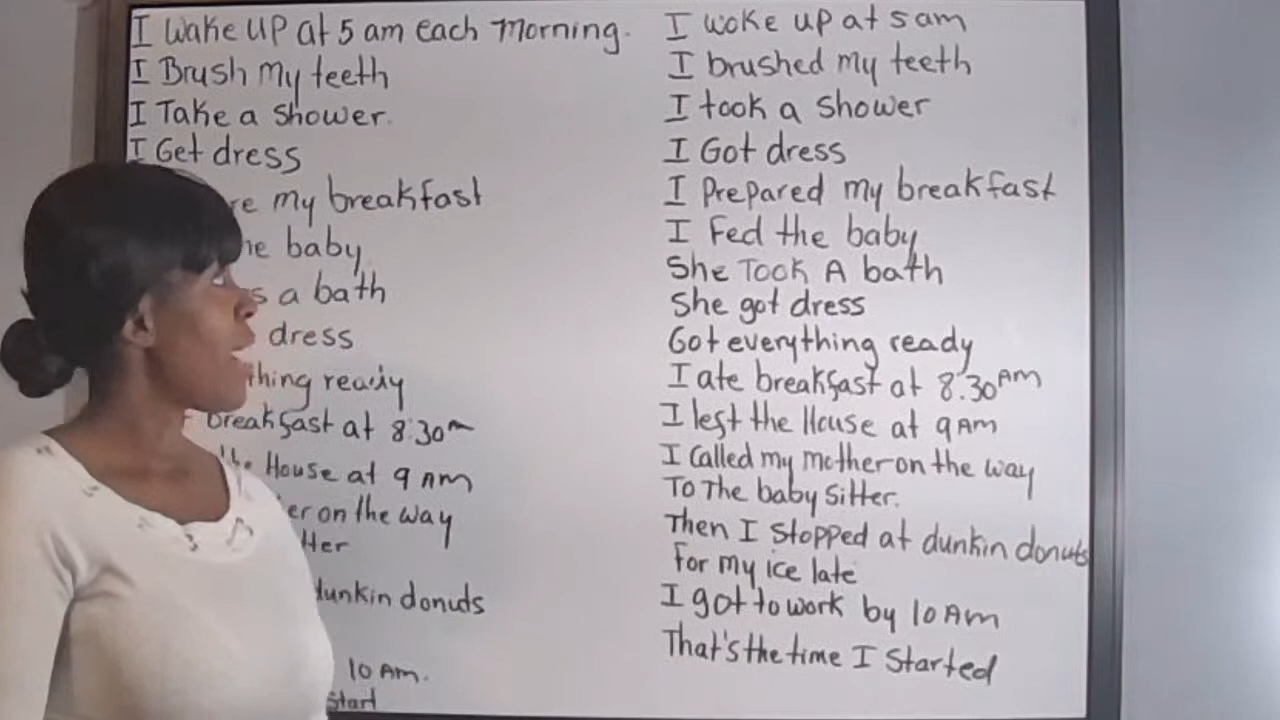 I Wake UP at 5 am each Morning.
I Brush My teeth
I Take a Shower.
I Get dress
my breakfast
baby
a bath
dress
ready
breakfast at 8:30am
House at 9 AM
on the way
dunkin donuts
10 AM.
Start
I woke up at 5 am
I brushed my teeth
I took a shower
I Got dress
I Prepared my breakfast
I Fed the baby
She Took A bath
She got dress
Got everything ready
I ate breakfast at 8:30 AM
I left the House at 9 AM
I Called my mother on the way
To The baby Sitter.
Then I Stopped at dunkin donuts
For my ice late
I got to work by 10 AM
That's the time I Started